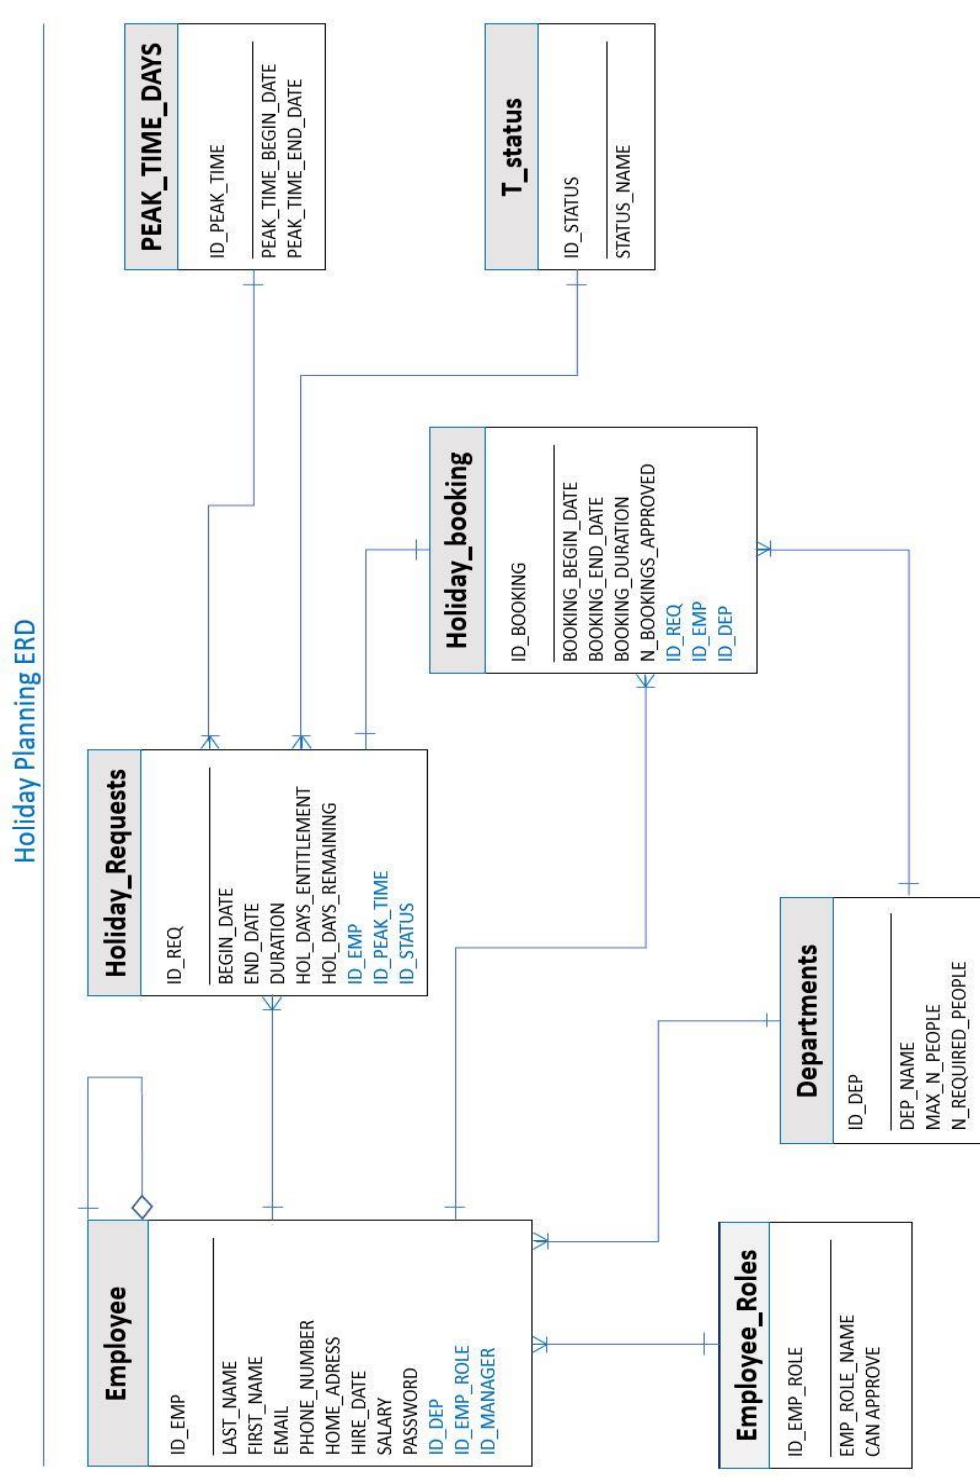 Holiday Planning ERD
Employee
ID_EMP
LAST_NAME
FIRST_NAME
EMAIL
PHONE_NUMBER
HOME_ADRESS
HIRE_DATE
SALARY
PASSWORD
ID_DEP
ID_EMP_ROLE
ID_MANAGER
Holiday_Requests
ID_REQ
BEGIN_DATE
END_DATE
DURATION
HOL_DAYS_ENTITLEMENT
HOL_DAYS_REMAINING
ID_EMP
ID_PEAK_TIME
ID_STATUS
PEAK_TIME_DAYS
ID_PEAK_TIME
PEAK_TIME_BEGIN_DATE
PEAK_TIME_END_DATE
Holiday_booking
ID_BOOKING
BOOKING_BEGIN_DATE
BOOKING_END_DATE
BOOKING_DURATION
N_BOOKINGS_APPROVED
ID_REQ
ID_EMP
ID_DEP
T_status
ID_STATUS
STATUS_NAME
Employee_Roles
ID_EMP_ROLE
EMP_ROLE_NAME
CAN APPROVE
Departments
ID_DEP
DEP_NAME
MAX_N_PEOPLE
N_REQUIRED_PEOPLE